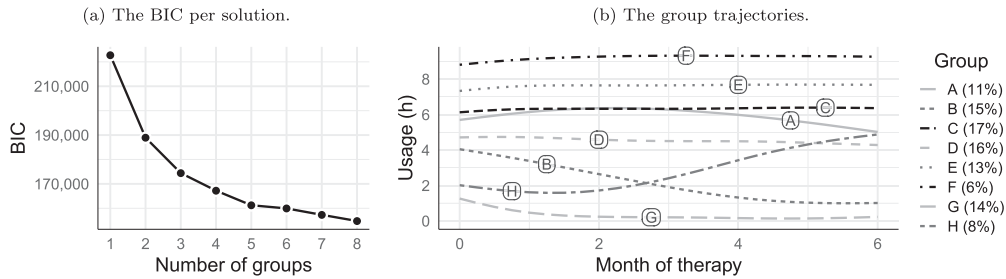 (a) The BIC per solution.
BIC
210,000
190,000
170,000
1 2 3 4 5 6 7 8
Number of groups
(b) The group trajectories.
Usage (h)
8
6
4
2
0
F
E
C
A
D
B
H
G
0 2 4 6
Month of therapy
Group
A (11%)
B (15%)
C (17%)
D (16%)
E (13%)
F (6%)
G (14%)
H (8%)